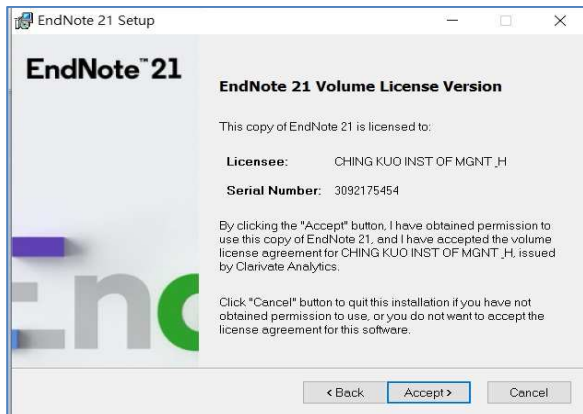 EndNote 21 Setup
EndNote™21
EndNote 21 Volume License Version
This copy of EndNote 21 is licensed to:
Licensee: CHING KUO INST OF MGNT_H
Serial Number: 3092175454
By clicking the "Accept" button, I have obtained permission to
use this copy of EndNote 21, and I have accepted the volume
license agreement for CHING KUO INST OF MGNT_H, issued
by Clarivate Analytics.
Click "Cancel" button to quit this installation if you have not
obtained permission to use, or you do not want to accept the
license agreement for this software.
< Back Accept > Cancel